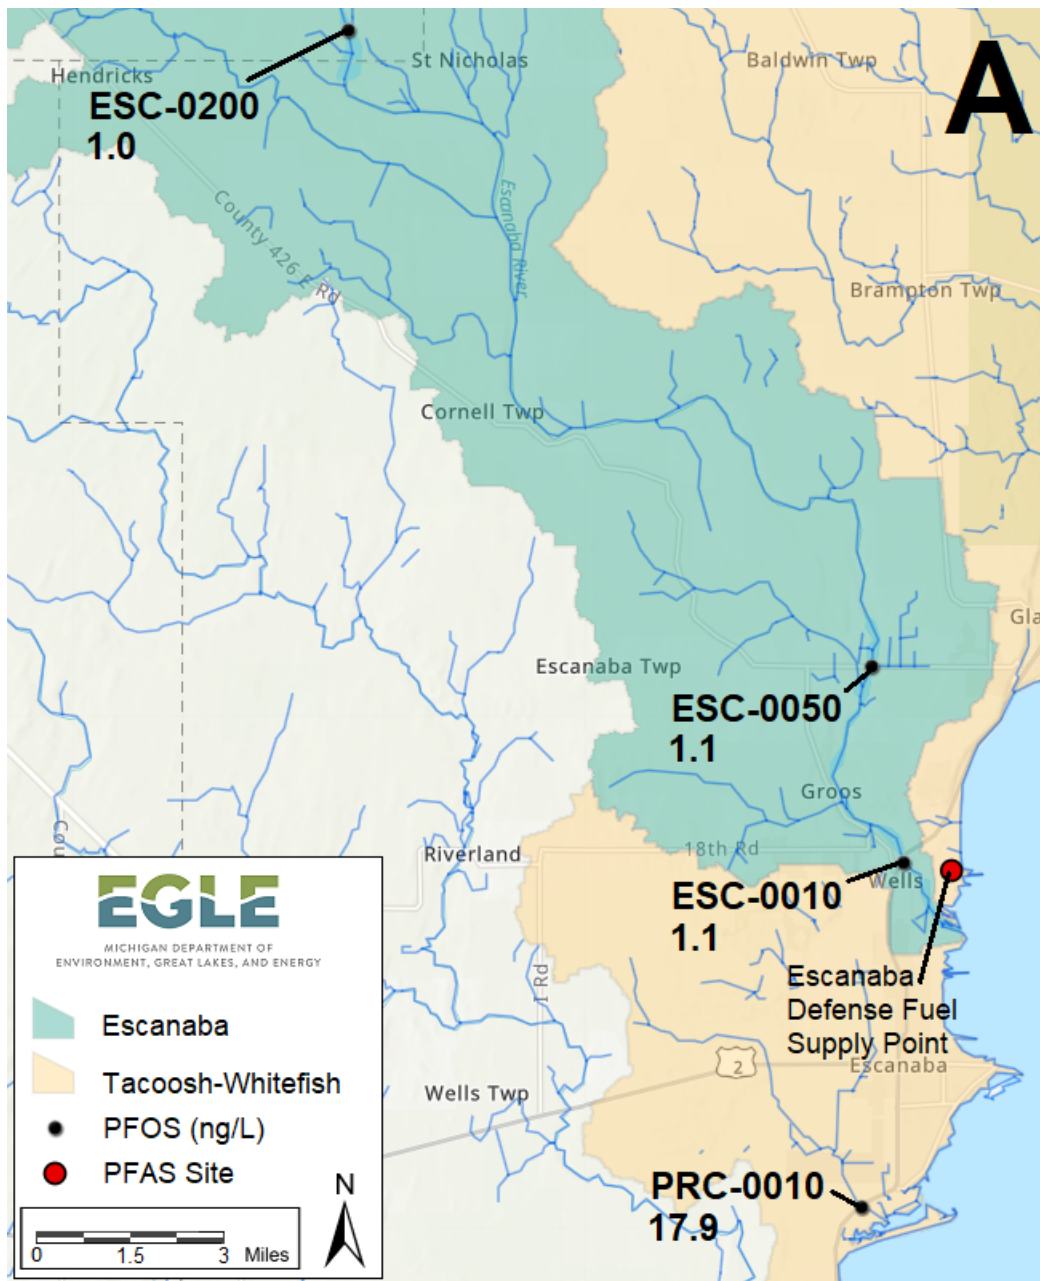 A
St Nicholas
Baldwin Twp
Hendricks
ESC-0200
1.0
Escanaba River
County 426 E Rd
Brampton Twp
Cornell Twp
Gla
Escanaba Twp
ESC-0050
1.1
Groos
18th Rd
Riverland
Cou
Wells
ESC-0010
1.1
I Rd
Escanaba
Defense Fuel
Supply Point
2
Escanaba
Wells Twp
PRC-0010
17.9
EGLE
MICHIGAN DEPARTMENT OF
ENVIRONMENT, GREAT LAKES, AND ENERGY
Escanaba
Tacoosh-Whitefish
PFOS (ng/L)
PFAS Site
N
0 1.5 3 Miles